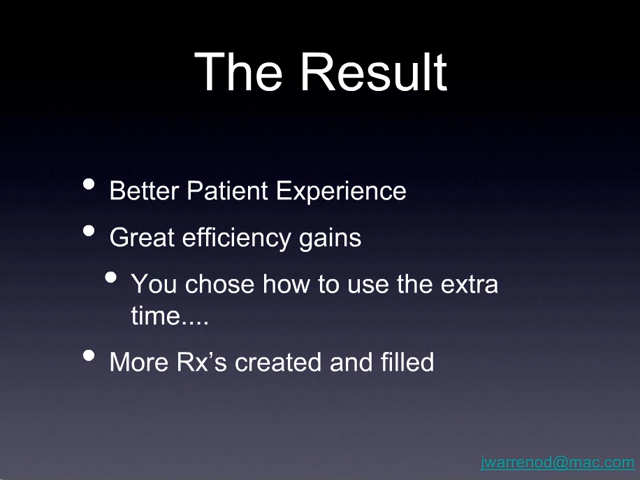 The Result
• Better Patient Experience
• Great efficiency gains
• You chose how to use the extra
time....
• More Rx’s created and filled
jwarrenod@mac.com